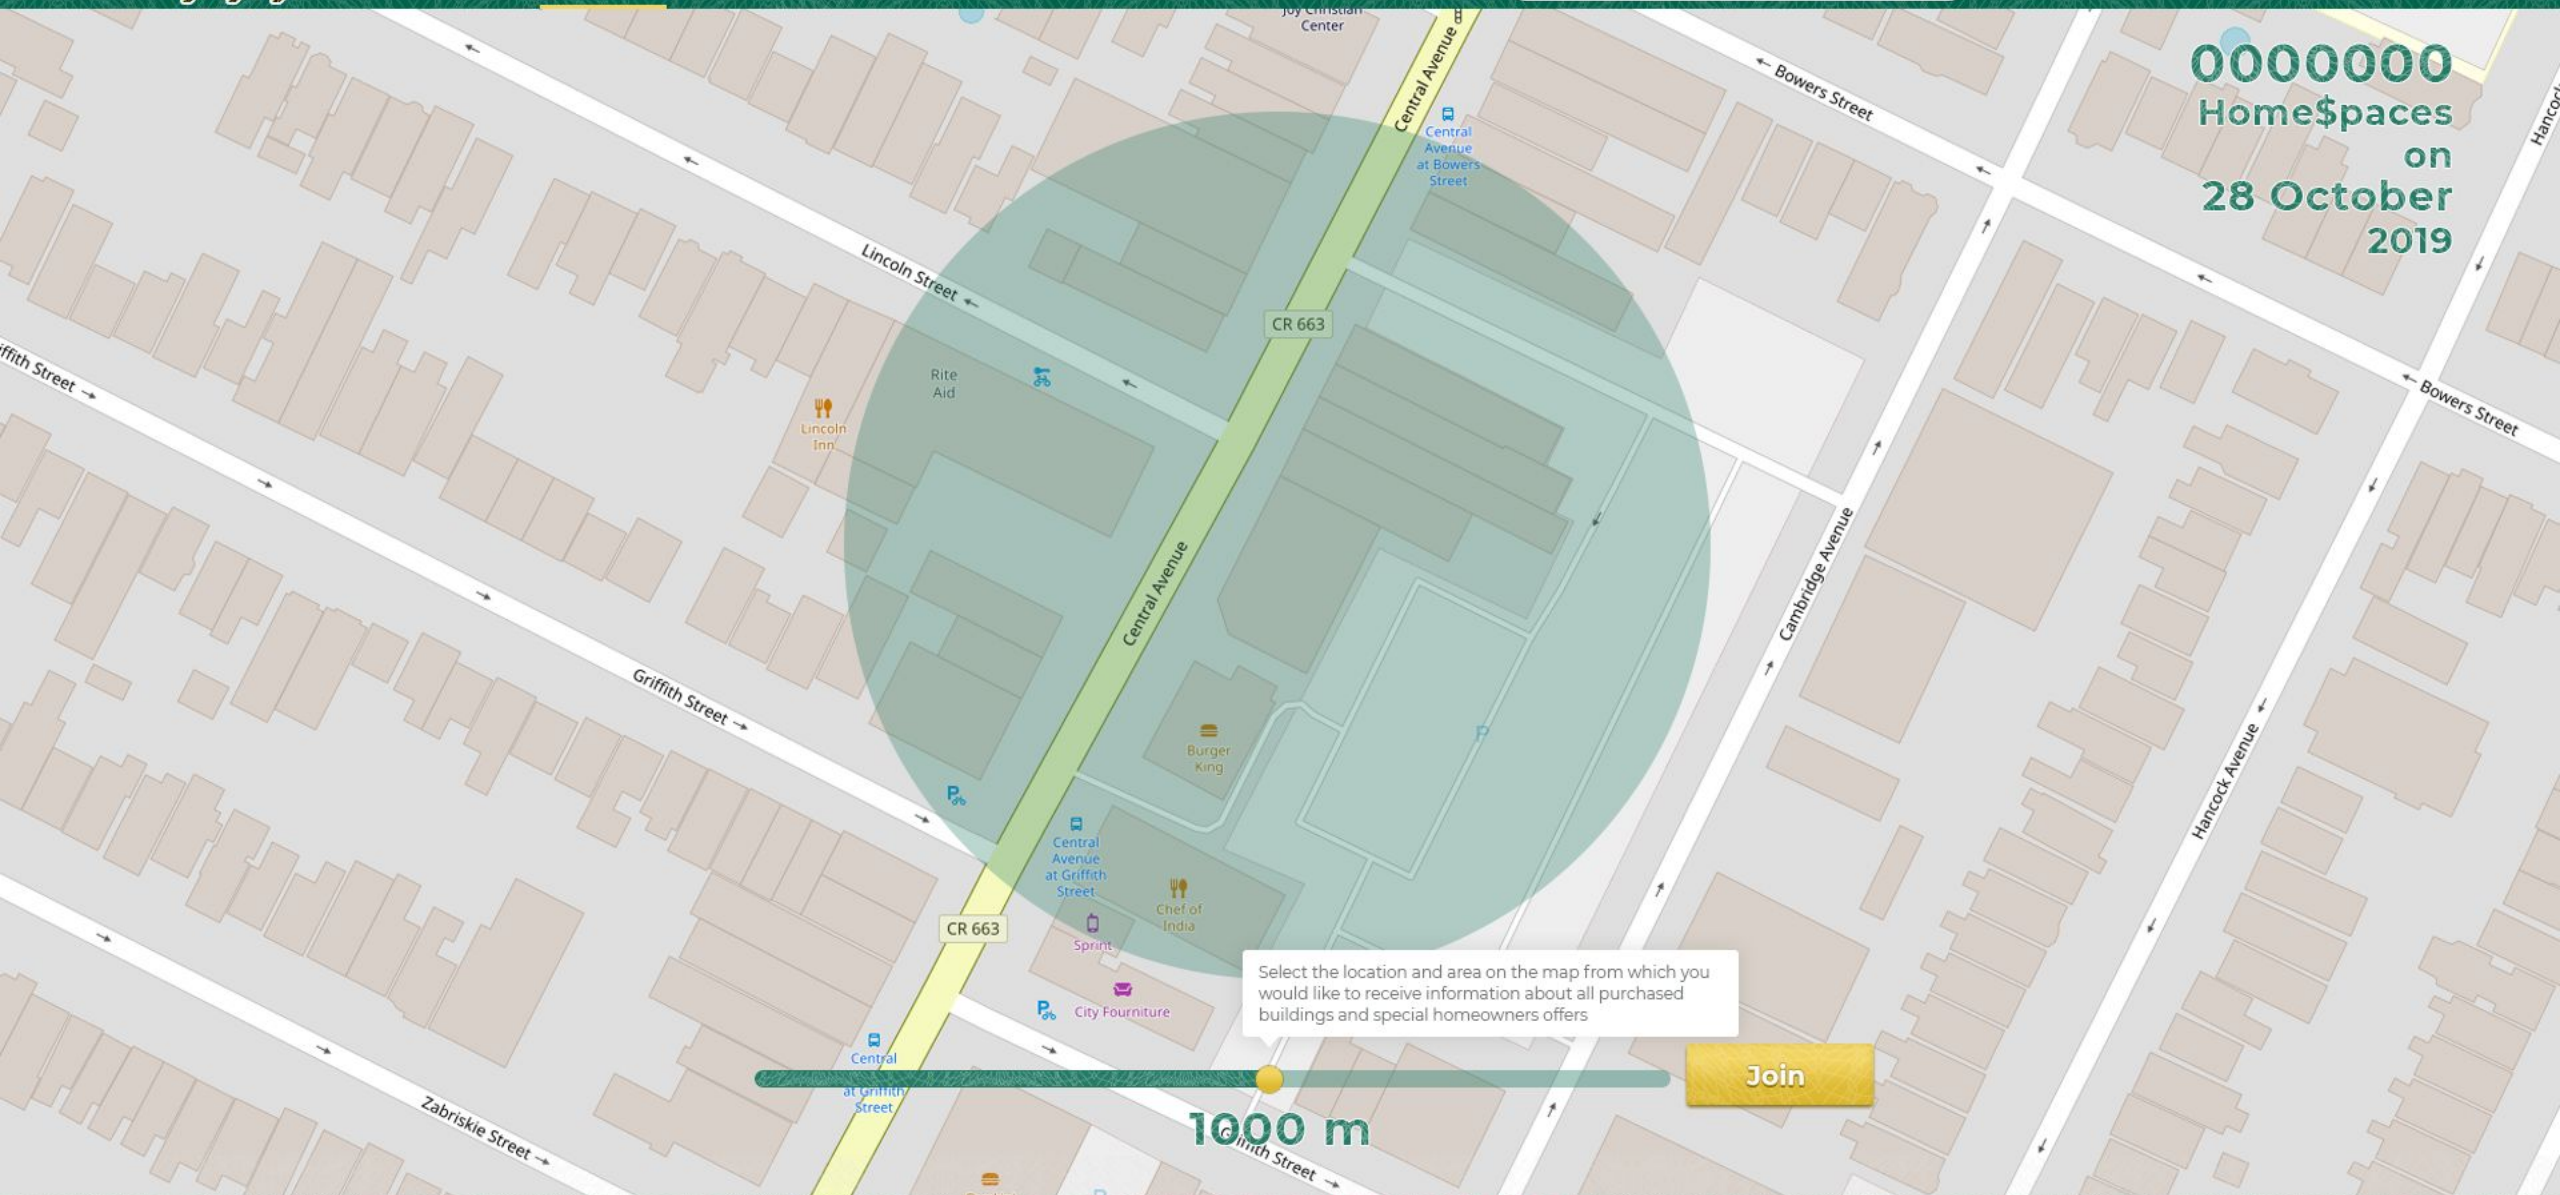 Joy Christian
Center
Central Avenue
← Bowers Street
0000000
Home$paces
on
28 October
2019
Central
Avenue
at Bowers
Street
Lincoln Street
CR 663
Rite
Aid
Lincoln
Inn
← Bowers Street
Griffith Street →
Central Avenue
Cambridge Avenue
Griffith Street →
Burger
King
P
P
Hancock Avenue
Central
Avenue
at Griffith
Street
Chef of
India
CR 663
Sprint
Select the location and area on the map from which you
would like to receive information about all purchased
buildings and special homeowners offers
P
City Fourniture
Central
at Griffith
Street
Join
1000 m
Zabriskie Street →
Griffith Street →